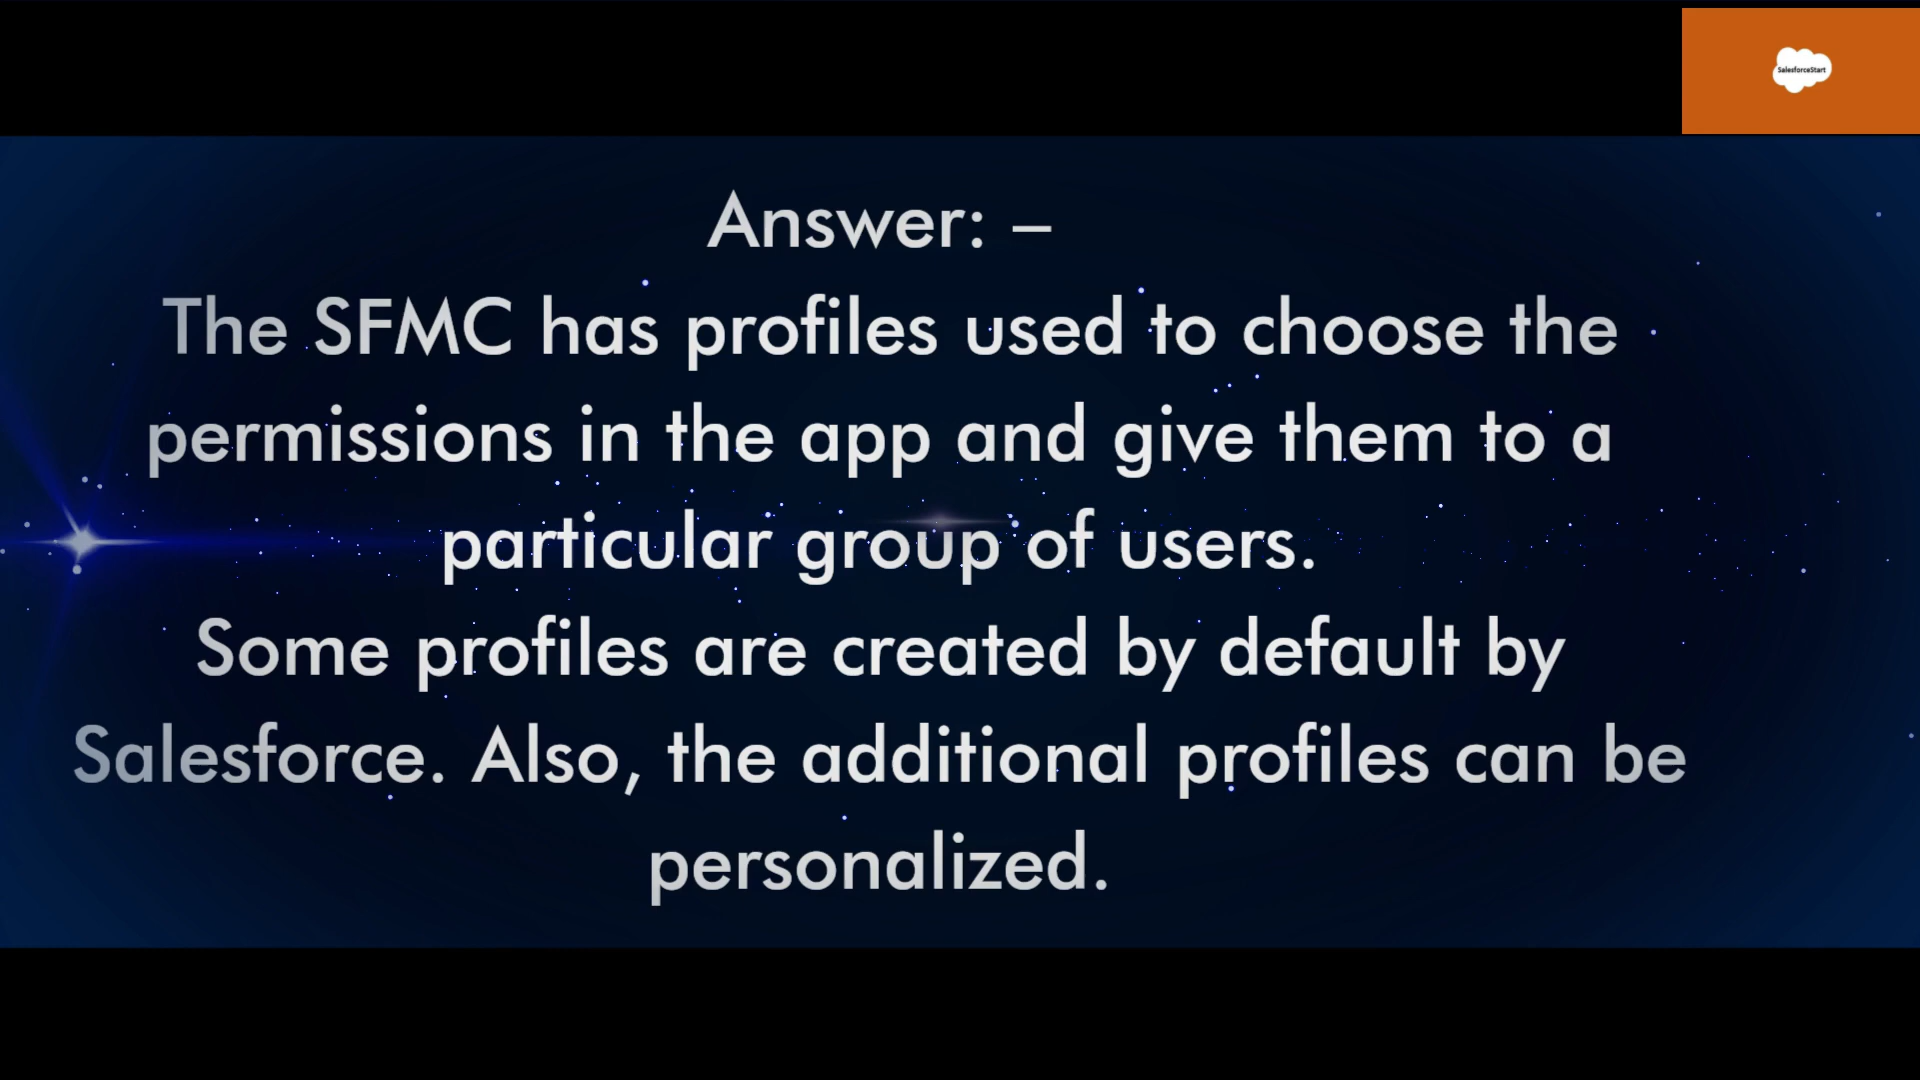 SalesforceStart
Answer: –
The SFMC has profiles used to choose the
permissions in the app and give them to a
particular group of users.
Some profiles are created by default by
Salesforce. Also, the additional profiles can be
personalized.